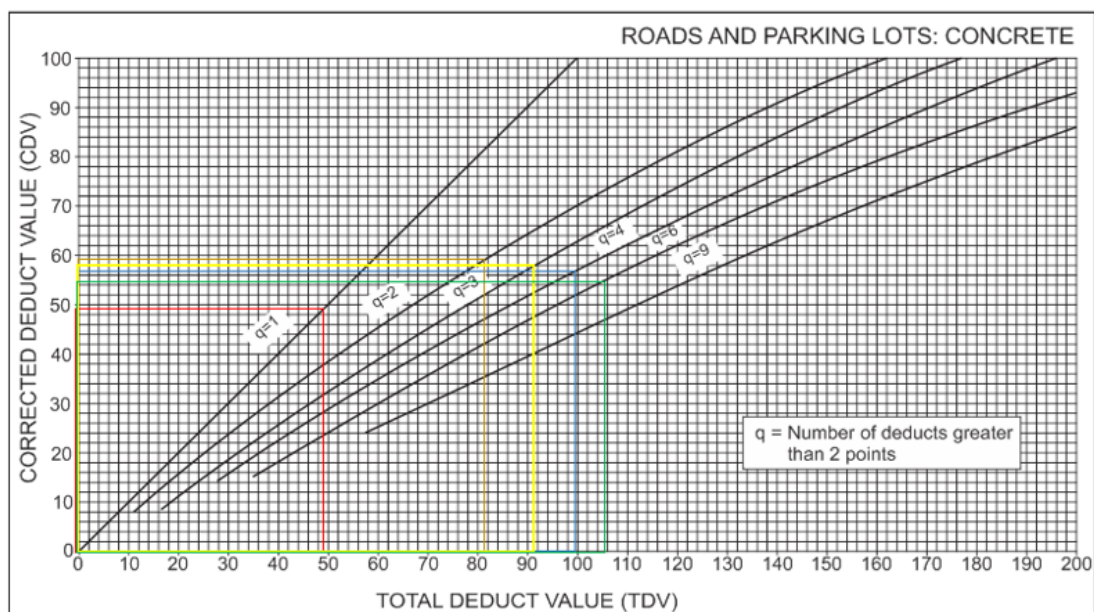 ROADS AND PARKING LOTS: CONCRETE
CORRECTED DEDUCT VALUE (CDV)
100
90
80
70
60
50
40
30
20
10
0
q=1
q=2
q=3
q=4
q=6
q=9
q = Number of deducts greater
than 2 points
0 10 20 30 40 50 60 70 80 90 100 110 120 130 140 150 160 170 180 190 200
TOTAL DEDUCT VALUE (TDV)